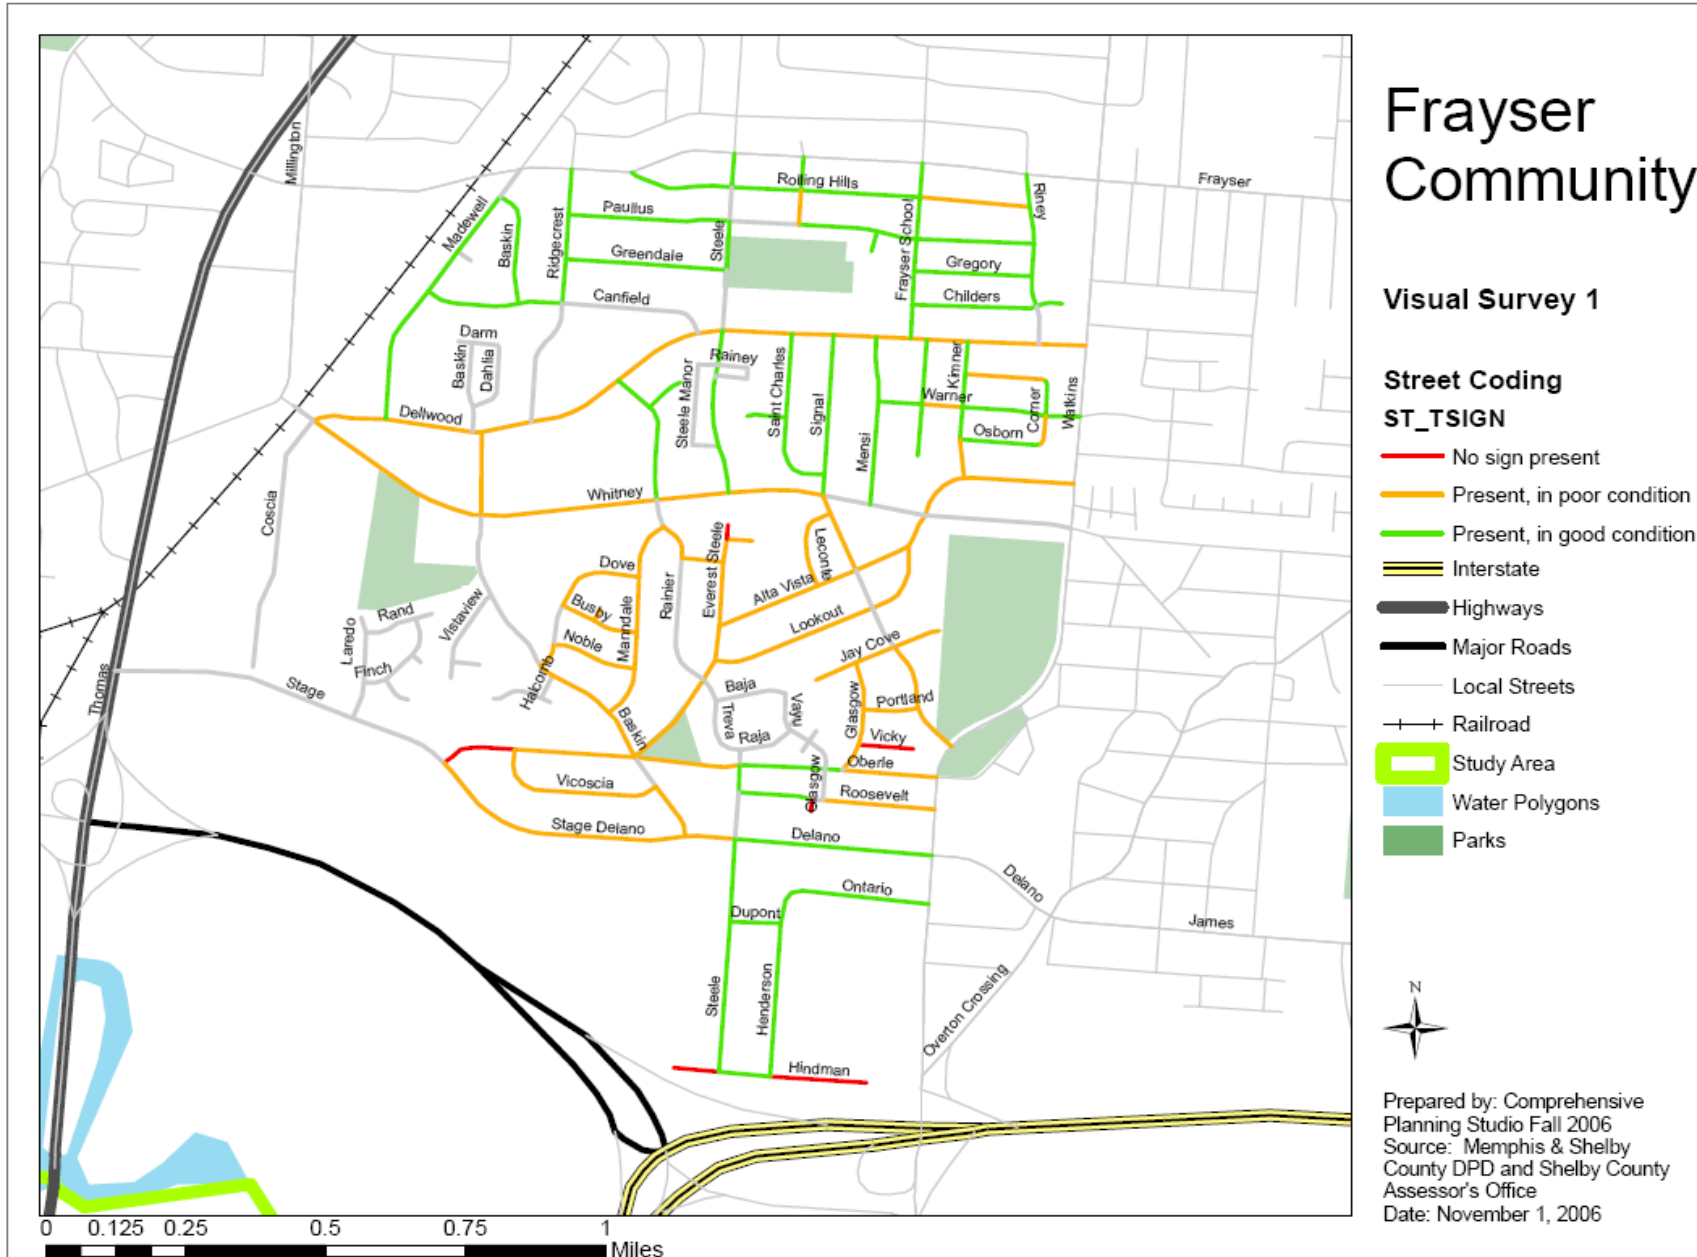 Frayser
Community
Visual Survey 1
Street Coding
ST_TSIGN
No sign present
Present, in poor condition
Present, in good condition
Interstate
Highways
Major Roads
Local Streets
Railroad
Study Area
Water Polygons
Parks
N
Prepared by: Comprehensive
Planning Studio Fall 2006
Source: Memphis & Shelby
County DPD and Shelby County
Assessor's Office
Date: November 1, 2006
Millington
Frayser
Rolling Hills
Riney
Paullus
Madewell
Baskin
Ridgecrest
Steele
Frayser School
Greendale
Gregory
Canfield
Childers
Darm
Baskin
Dahlia
Rainey
Steele Manor
Saint Charles
Signal
Mensi
Kimner
Warner
Corner
Watkins
Osborn
Dellwood
Whitney
Coscia
Everest Steele
Leconte
Dove
Rainier
Alta Vista
Busby
Manndale
Lookout
Rand
Vistaview
Laredo
Noble
Jay Cove
Finch
Halcomb
Stage
Thomas
Baja
Treva
Vayu
Raja
Glasgow
Portland
Baskin
Vicky
Oberle
Glasgow
Vicoscia
Roosevelt
Stage Delano
Delano
Delano
Ontario
Dupont
James
Steele
Henderson
Overton Crossing
Hindman
0 0.125 0.25 0.5 0.75 1
Miles